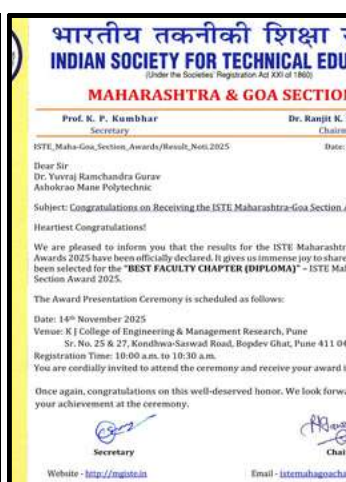 भारतीय तकनीकी शिक्षा
INDIAN SOCIETY FOR TECHNICAL EDU
(Under the Societies' Registration Act XXI of 1860)
MAHARASHTRA & GOA SECTION
Prof. K. P. Kumbhar
Dr. Ranjit K.
Secretary
Chairm
ISTE_Maha-Goa_Section_Awards/Result_Noti.2025
Date:
Dear Sir
Dr. Yuvraj Ramchandra Gurav
Ashokrao Mane Polytechnic
Subject: Congratulations on Receiving the ISTE Maharashtra-Goa Section A
Heartiest Congratulations!
We are pleased to inform you that the results for the ISTE Maharashtr
Awards 2025 have been officially declared. It gives us immense joy to share
been selected for the "BEST FACULTY CHAPTER (DIPLOMA)" – ISTE Mah
Section Award 2025.
The Award Presentation Ceremony is scheduled as follows:
Date: 14th November 2025
Venue: K J College of Engineering & Management Research, Pune
Sr. No. 25 & 27, Kondhwa-Saswad Road, Bopdev Ghat, Pune 411 04
Registration Time: 10:00 a.m. to 10:30 a.m.
You are cordially invited to attend the ceremony and receive your award i
Once again, congratulations on this well-deserved honor. We look forwa
your achievement at the ceremony.
Secretary
Chai
Website - http://mgiste.in
Email - istemahagoacha